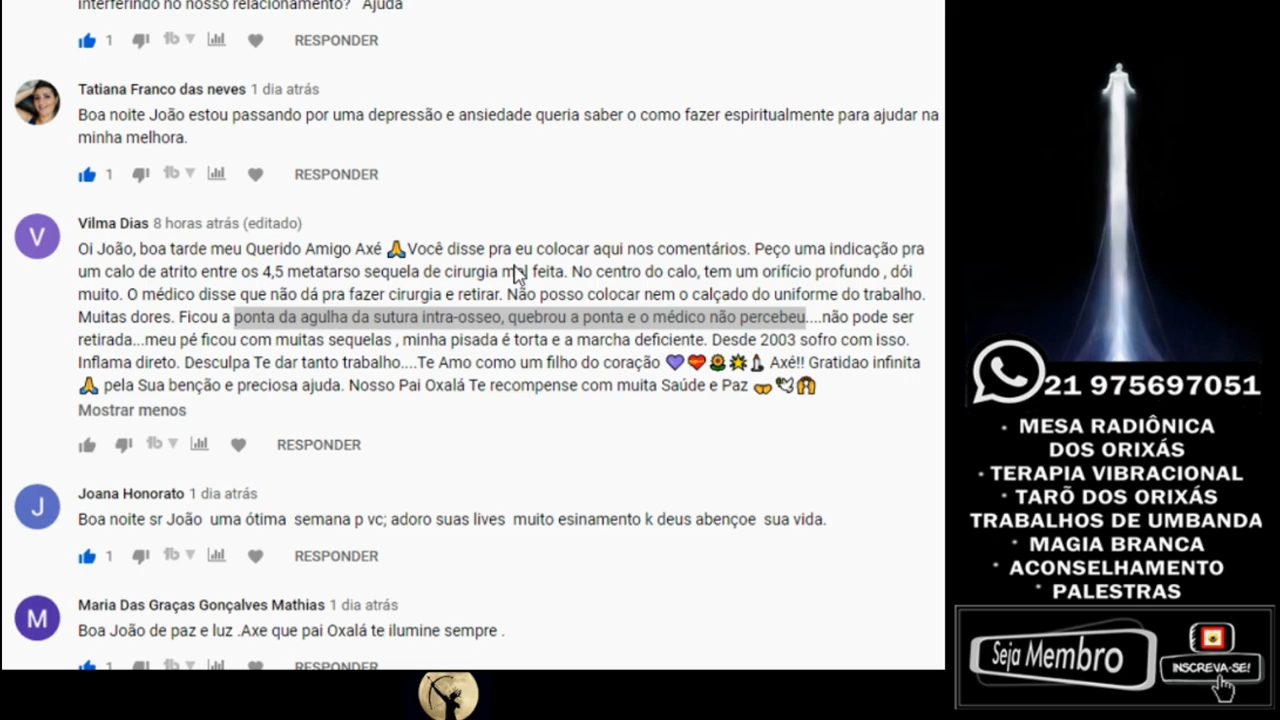 interferindo no nosso relacionamento? Ajuda
1 RESPONDER
Tatiana Franco das neves 1 dia atrás
Boa noite João estou passando por uma depressão e ansiedade queria saber o como fazer espiritualmente para ajudar na
minha melhora.
1 RESPONDER
V
Vilma Dias 8 horas atrás (editado)
Oi João, boa tarde meu Querido Amigo Axé 🙏Você disse pra eu colocar aqui nos comentários. Peço uma indicação pra
um calo de atrito entre os 4,5 metatarso sequela de cirurgia mal feita. No centro do calo, tem um orifício profundo , dói
muito. O médico disse que não dá pra fazer cirurgia e retirar. Não posso colocar nem o calçado do uniforme do trabalho.
Muitas dores. Ficou a ponta da agulha da sutura intra-osseo, quebrou a ponta e o médico não percebeu....não pode ser
retirada...meu pé ficou com muitas sequelas , minha pisada é torta e a marcha deficiente. Desde 2003 sofro com isso.
Inflama direto. Desculpa Te dar tanto trabalho....Te Amo como um filho do coração Axé!! Gratidao infinita
🙏 pela Sua benção e preciosa ajuda. Nosso Pai Oxalá Te recompense com muita Saúde e Paz
Mostrar menos
RESPONDER
J
Joana Honorato 1 dia atrás
Boa noite sr João uma ótima semana p vc; adoro suas lives muito esinamento k deus abençoe sua vida.
1 RESPONDER
M
Maria Das Graças Gonçalves Mathias 1 dia atrás
Boa João de paz e luz .Axe que pai Oxalá te ilumine sempre .
1 RESPONDER
21 975697051
· MESA RADIÔNICA
DOS ORIXÁS
· TERAPIA VIBRACIONAL
· TARÔ DOS ORIXÁS
TRABALHOS DE UMBANDA
· MAGIA BRANCA
· ACONSELHAMENTO
· PALESTRAS
Seja Membro
INSCREVA-SE!